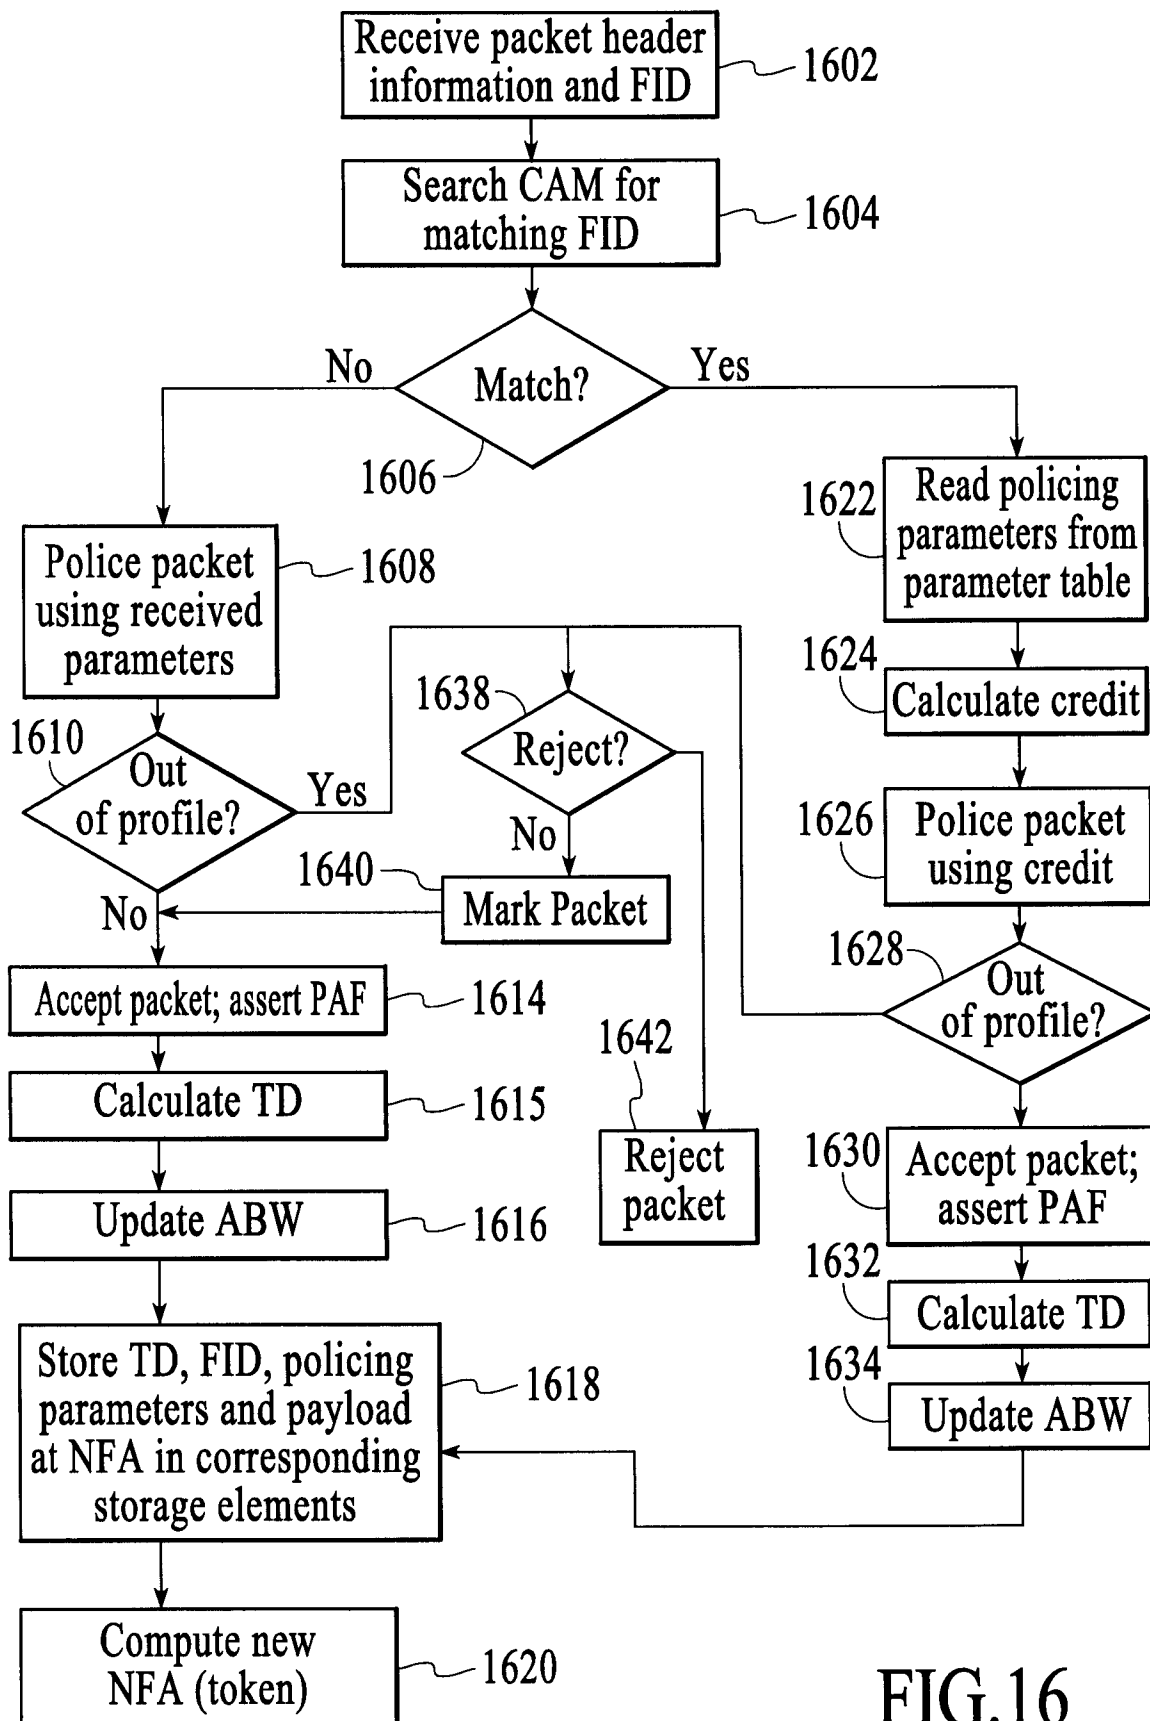 Receive packet header
information and FID
1602
Search CAM for
matching FID
1604
Match?
No
Yes
1606
Police packet
using received
parameters
1608
1622
Read policing
parameters from
parameter table
1624
Calculate credit
1610
Out
of profile?
Yes
No
1638
Reject?
No
1640
Mark Packet
1626
Police packet
using credit
1628
Out
of profile?
Accept packet; assert PAF
1614
Calculate TD
1615
Update ABW
1616
1642
Reject
packet
1630
Accept packet;
assert PAF
1632
Calculate TD
1634
Update ABW
Store TD, FID, policing
parameters and payload
at NFA in corresponding
storage elements
1618
Compute new
NFA (token)
1620
FIG.16